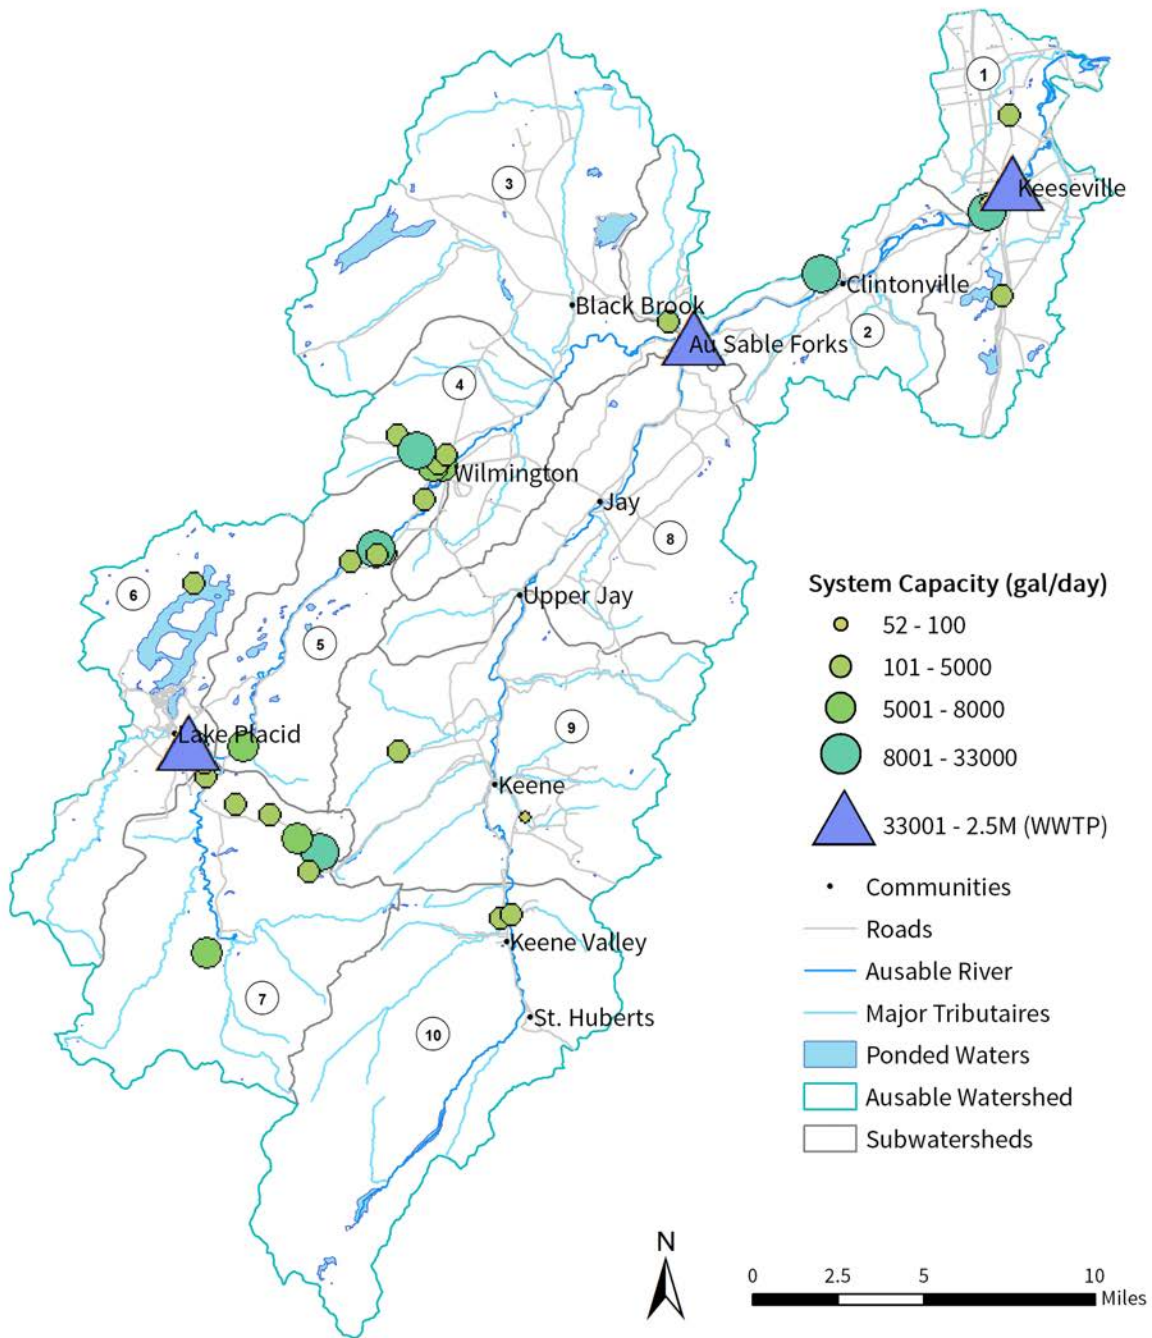 1
Keeseville
3
Clintonville
Black Brook
2
Au Sable Forks
4
Wilmington
Jay
8
6
Upper Jay
5
9
Lake Placid
Keene
Keene Valley
7
St. Huberts
10
System Capacity (gal/day)
52 - 100
101 - 5000
5001 - 8000
8001 - 33000
33001 - 2.5M (WWTP)
Communities
Roads
Ausable River
Major Tributaires
Ponded Waters
Ausable Watershed
Subwatersheds
N
0 2.5 5 10
Miles